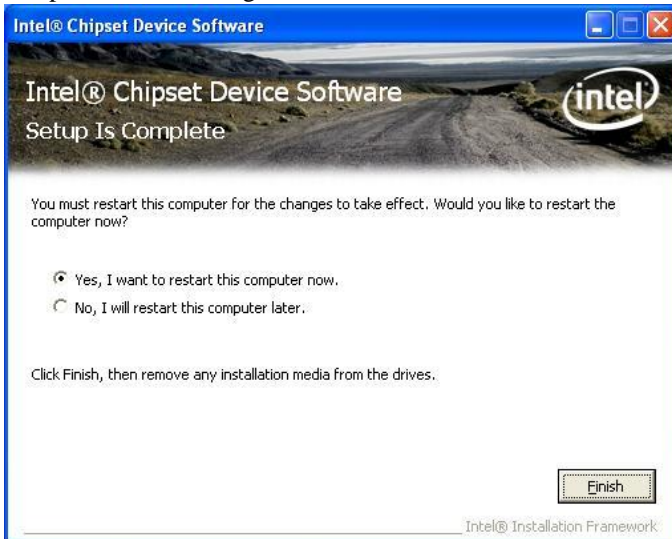 Intel® Chipset Device Software
Intel® Chipset Device Software
Setup Is Complete
intel
You must restart this computer for the changes to take effect. Would you like to restart the
computer now?
Yes, I want to restart this computer now.
No, I will restart this computer later.
Click Finish, then remove any installation media from the drives.
Finish
Intel® Installation Framework